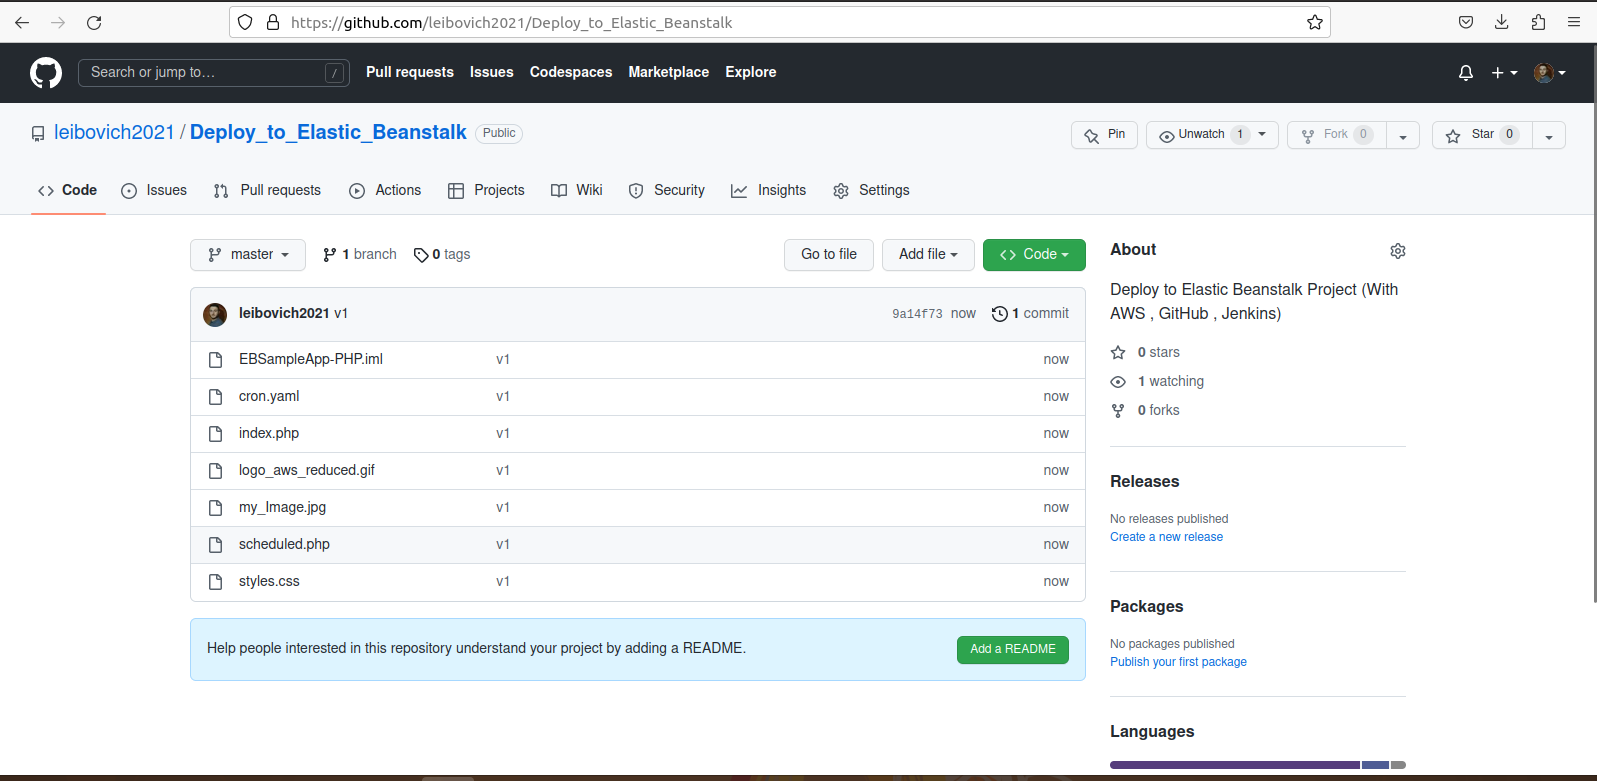 https://github.com/leibovich2021/Deploy_to_Elastic_Beanstalk
Search or jump to... / Pull requests Issues Codespaces Marketplace Explore
leibovich2021 / Deploy_to_Elastic_Beanstalk Public Pin Unwatch 1 Fork 0 Star 0
Code Issues Pull requests Actions Projects Wiki Security Insights Settings
master 1 branch 0 tags Go to file Add file Code
leibovich2021 v1 9a14f73 now 1 commit
EBSampleApp-PHP.iml v1 now
cron.yaml v1 now
index.php v1 now
logo_aws_reduced.gif v1 now
my_Image.jpg v1 now
scheduled.php v1 now
styles.css v1 now
Help people interested in this repository understand your project by adding a README. Add a README
About
Deploy to Elastic Beanstalk Project (With
AWS , GitHub , Jenkins)
0 stars
1 watching
0 forks
Releases
No releases published
Create a new release
Packages
No packages published
Publish your first package
Languages